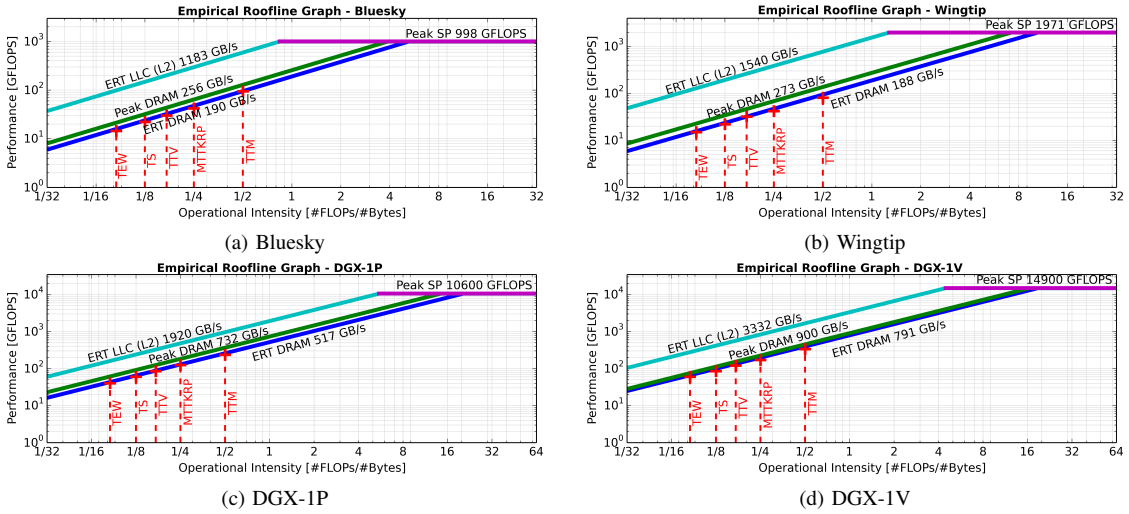 Empirical Roofline Graph - Bluesky
Performance [GFLOPS]
10^3
10^2
10^1
10^0
Peak SP 998 GFLOPS
ERT LLC (L2) 1183 GB/s
Peak DRAM 256 GB/s
ERT DRAM 190 GB/s
TEW
TS
TTV
MTTKRP
TTM
1/32 1/16 1/8 1/4 1/2 1 2 4 8 16 32
Operational Intensity [#FLOPs/#Bytes]
(a) Bluesky
Empirical Roofline Graph - Wingtip
Performance [GFLOPS]
10^3
10^2
10^1
10^0
Peak SP 1971 GFLOPS
ERT LLC (L2) 1540 GB/s
Peak DRAM 273 GB/s
ERT DRAM 188 GB/s
TEW
TS
TTV
MTTKRP
TTM
1/32 1/16 1/8 1/4 1/2 1 2 4 8 16 32
Operational Intensity [#FLOPs/#Bytes]
(b) Wingtip
Empirical Roofline Graph - DGX-1P
Performance [GFLOPS]
10^4
10^3
10^2
10^1
10^0
Peak SP 10600 GFLOPS
ERT LLC (L2) 1920 GB/s
Peak DRAM 732 GB/s
ERT DRAM 517 GB/s
TEW
TS
TTV
MTTKRP
TTM
1/32 1/16 1/8 1/4 1/2 1 2 4 8 16 32 64
Operational Intensity [#FLOPs/#Bytes]
(c) DGX-1P
Empirical Roofline Graph - DGX-1V
Performance [GFLOPS]
10^4
10^3
10^2
10^1
10^0
Peak SP 14900 GFLOPS
ERT LLC (L2) 3332 GB/s
Peak DRAM 900 GB/s
ERT DRAM 791 GB/s
TEW
TS
TTV
MTTKRP
TTM
1/32 1/16 1/8 1/4 1/2 1 2 4 8 16 32 64
Operational Intensity [#FLOPs/#Bytes]
(d) DGX-1V